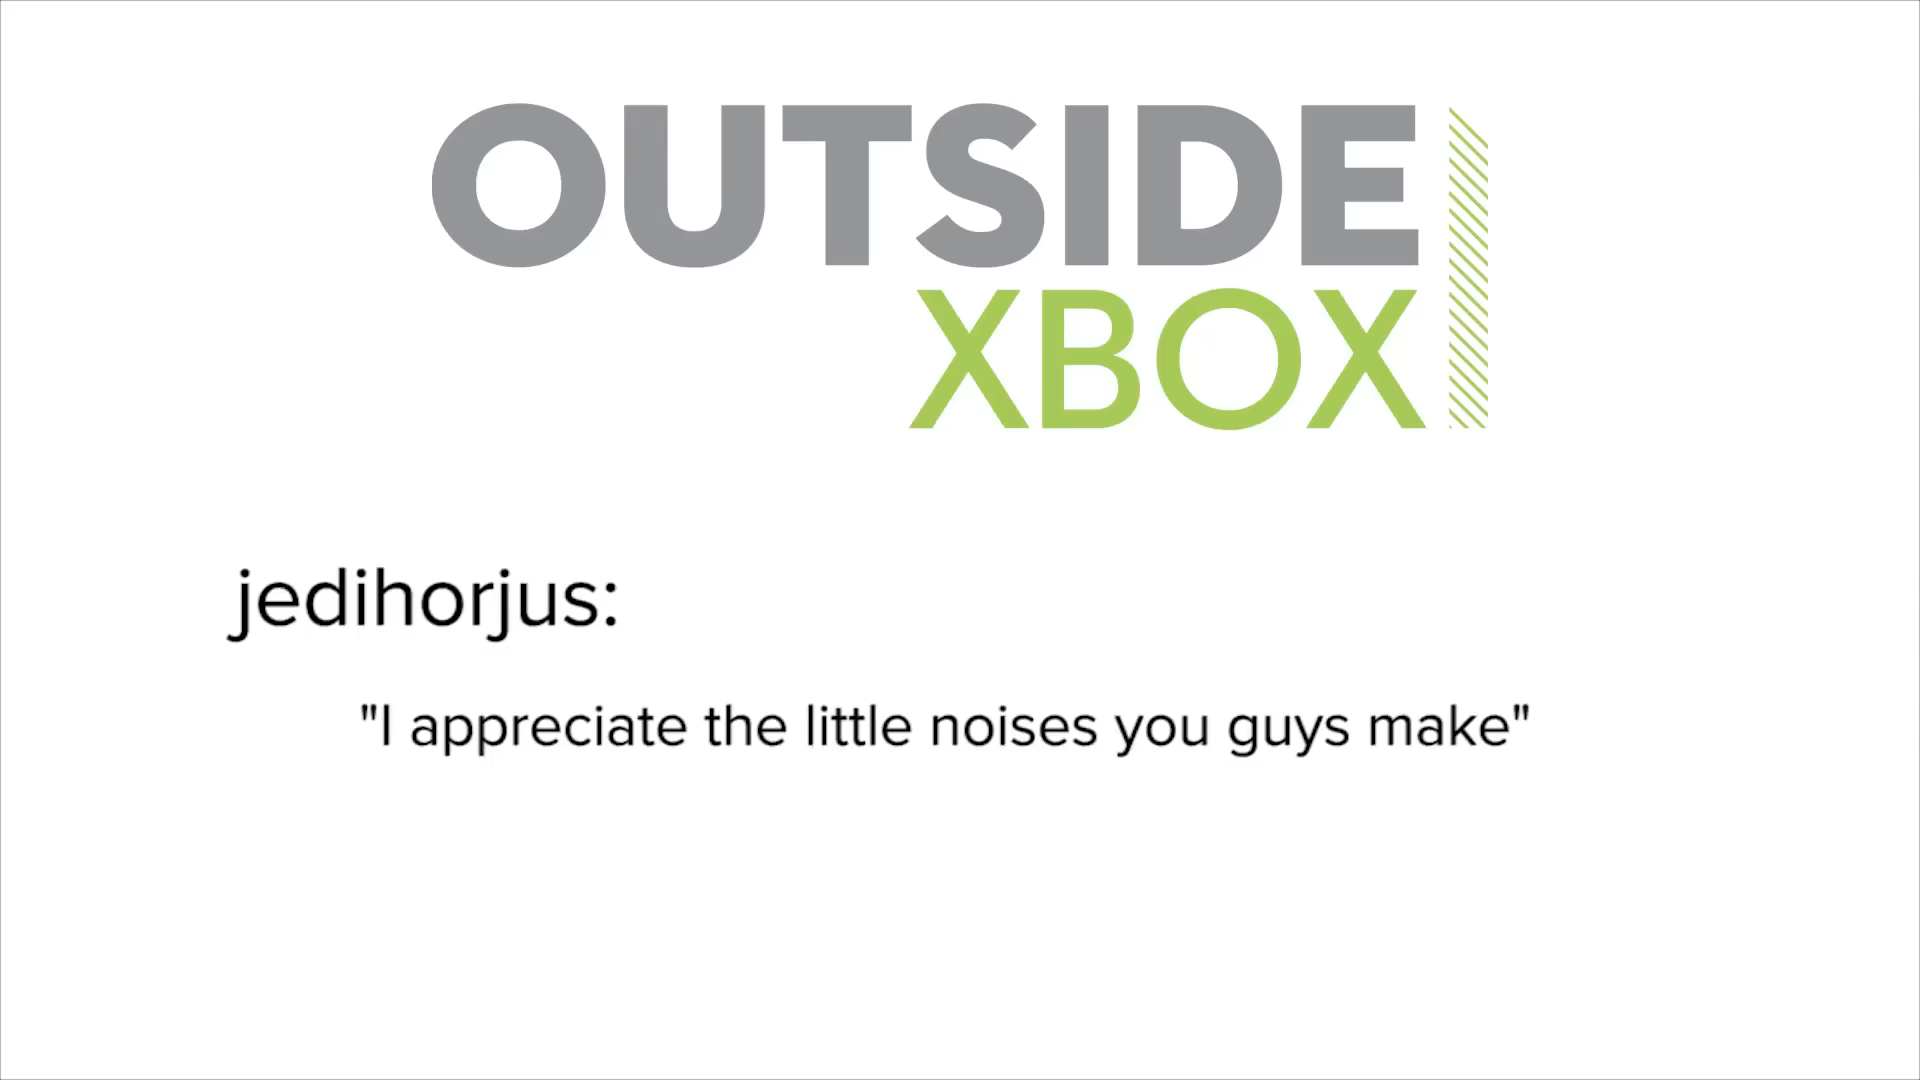 OUTSIDE
XBOX
jedihorjus:
"I appreciate the little noises you guys make"